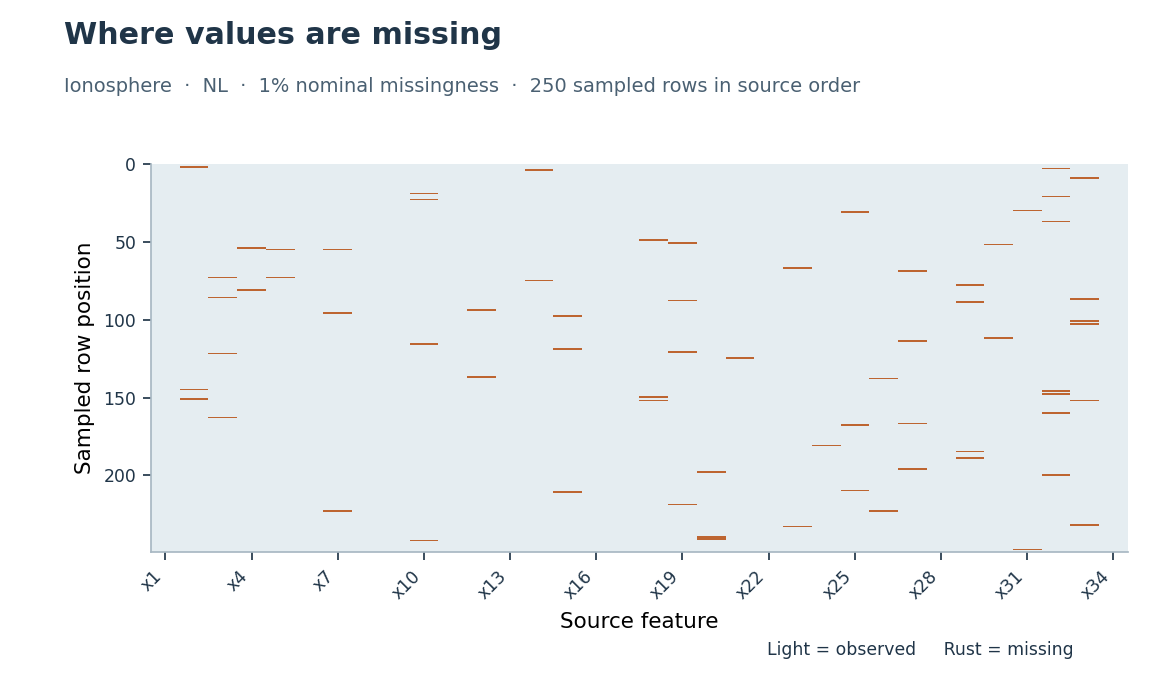 Where values are missing
Ionosphere · NL · 1% nominal missingness · 250 sampled rows in source order
Sampled row position
0
50
100
150
200
x1 x4 x7 x10 x13 x16 x19 x22 x25 x28 x31 x34
Source feature
Light = observed Rust = missing